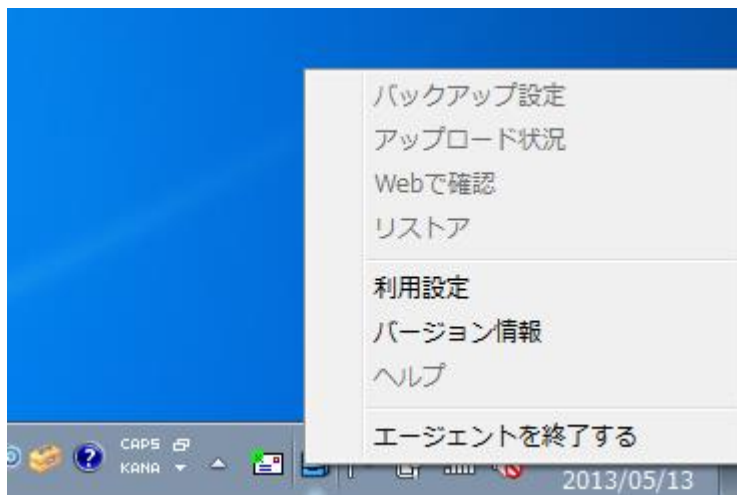 バックアップ設定
アップロード状況
Webで確認
リストア
利用設定
バージョン情報
ヘルプ
エージェントを終了する
CAPS
KANA
2013/05/13